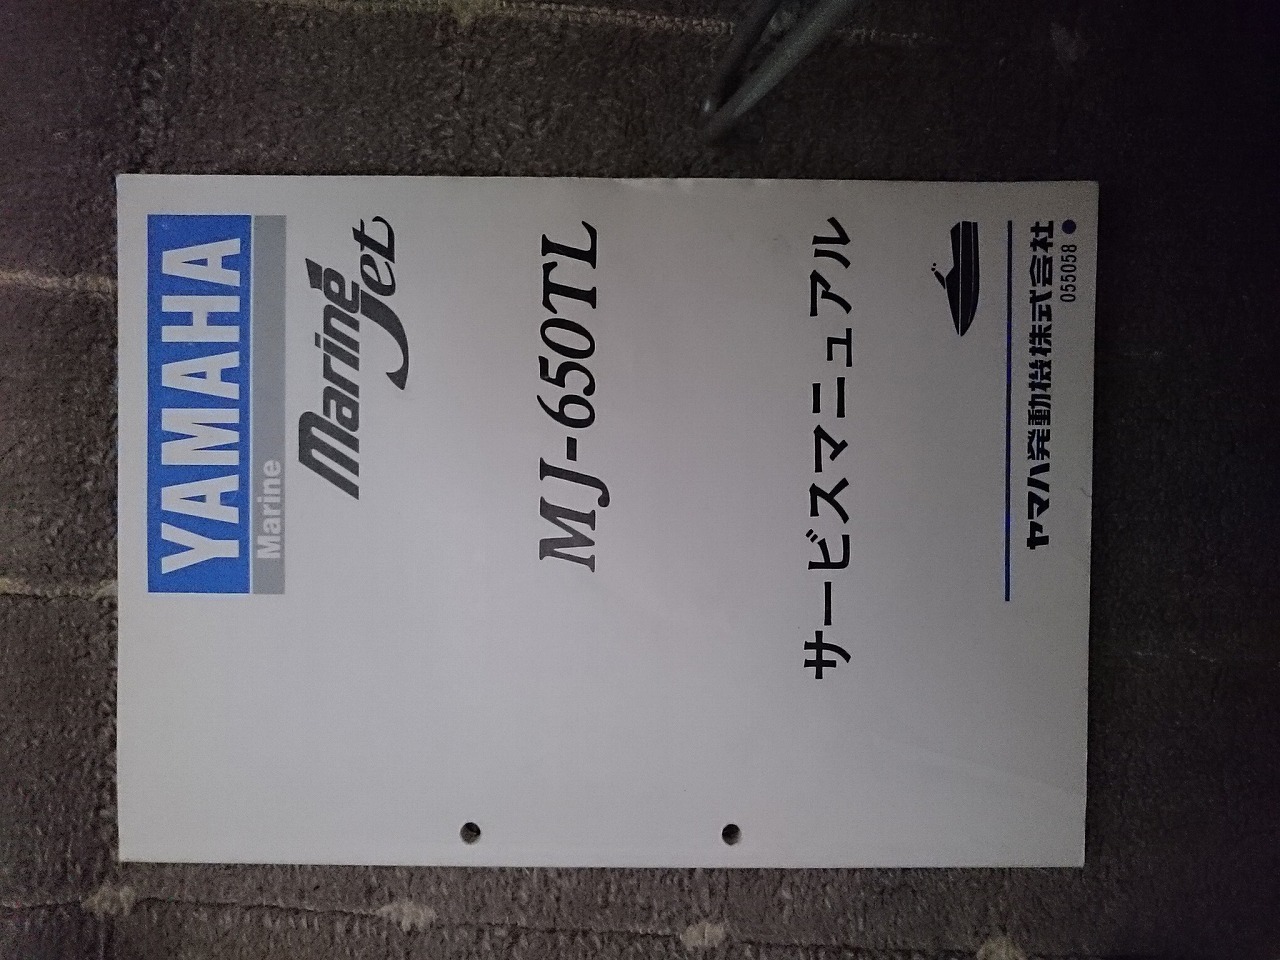 YAMAHA
Marine
Marine
Jet
MJ-650TL
サービスマニュアル
ヤマハ発動機株式会社
055058 ●